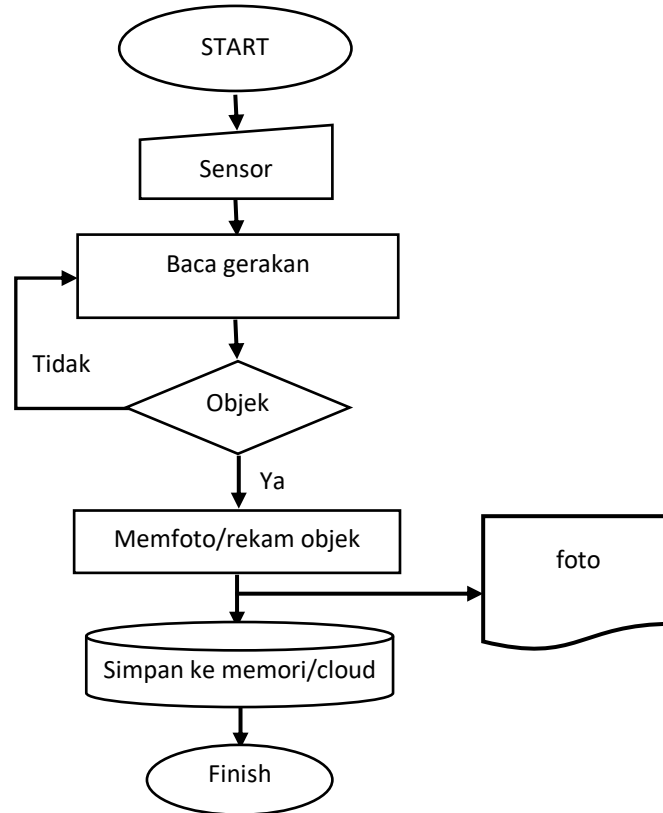 START
Sensor
Baca gerakan
Tidak
Objek
Ya
Memfoto/rekam objek
foto
Simpan ke memori/cloud
Finish